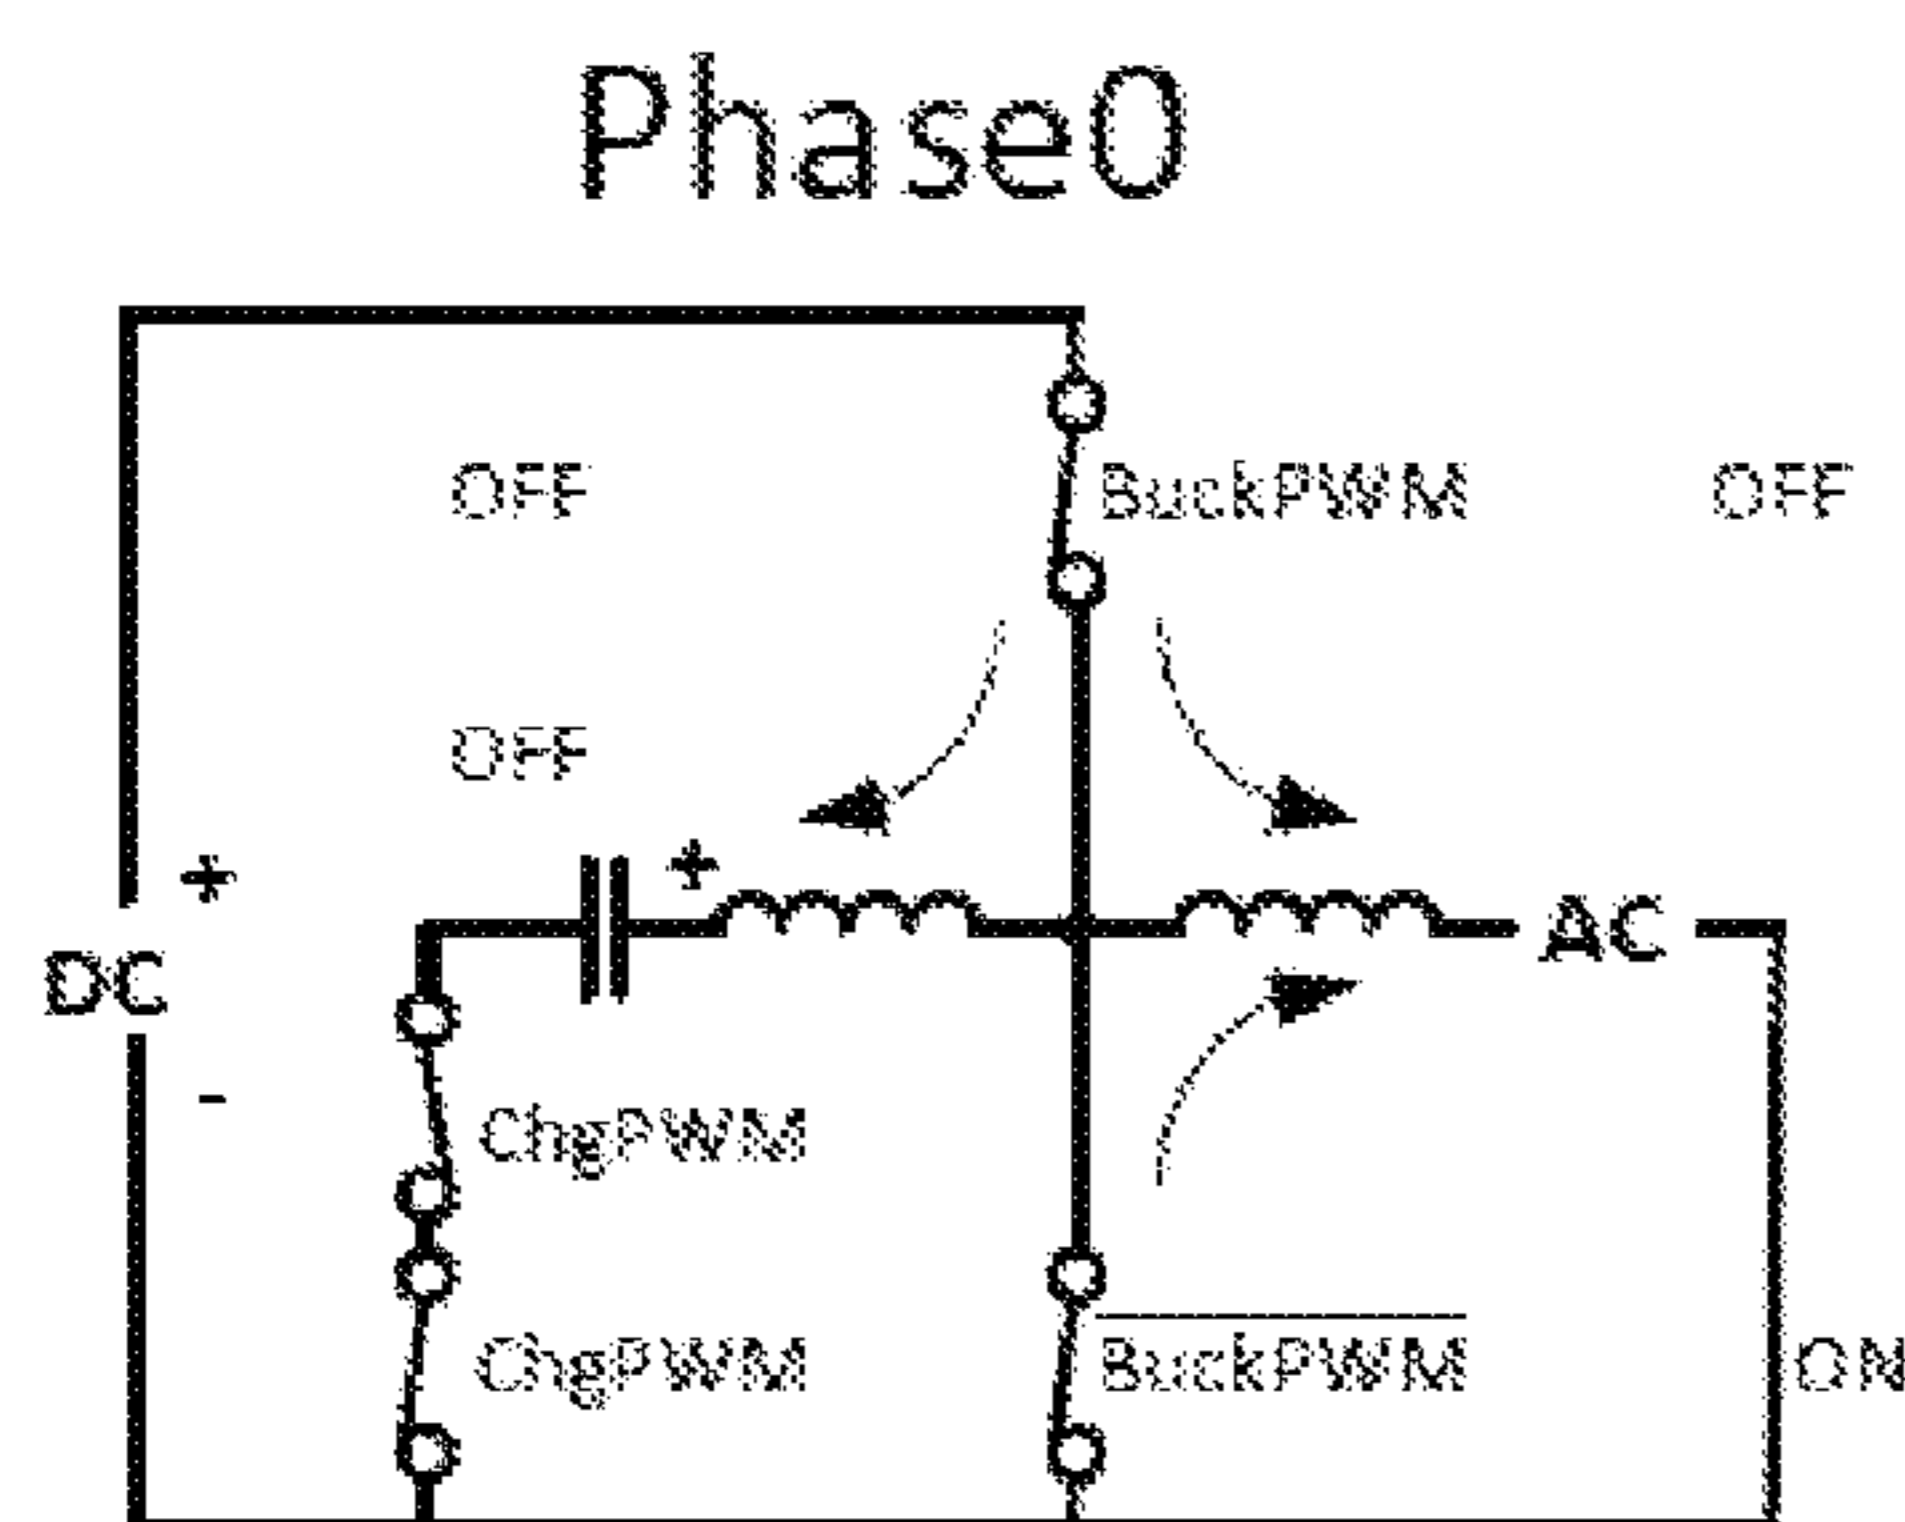 Phase0
OFF BuckPWM OFF
OFF
+ +
DC AC
-
ChgPWM
ChgPWM BuckPWM ON